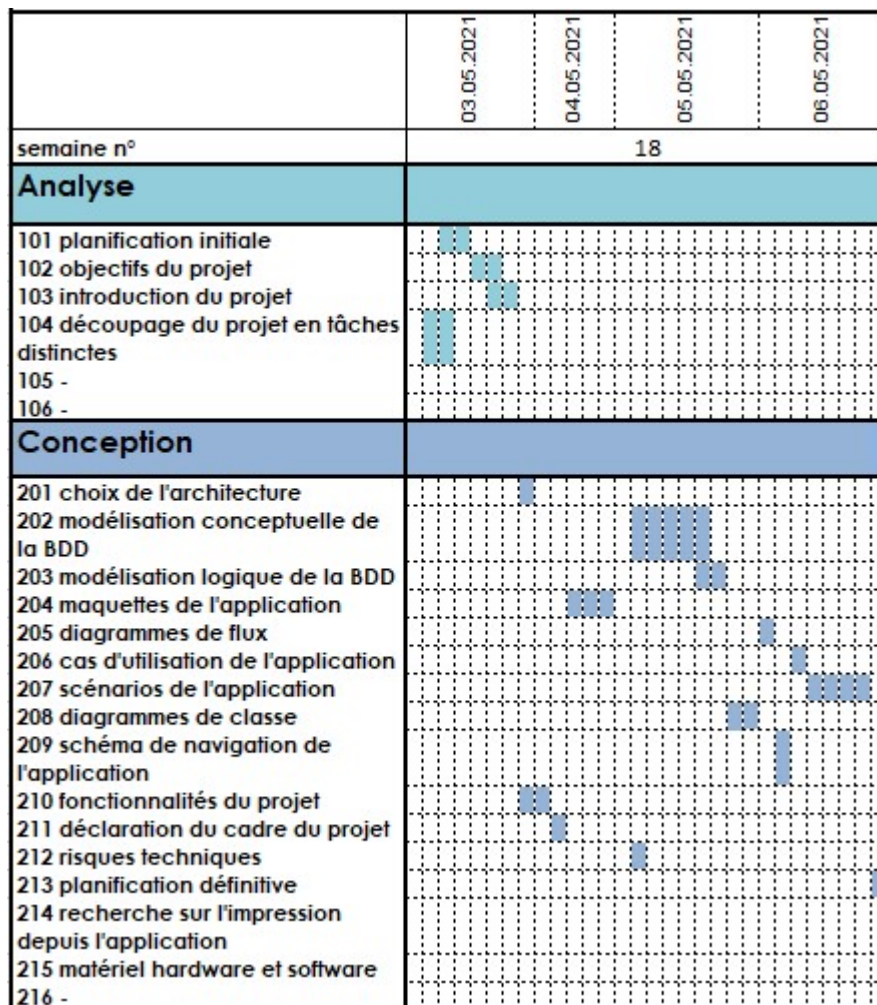 03.05.2021
04.05.2021
05.05.2021
06.05.2021
semaine n°
18
Analyse
101 planification initiale
102 objectifs du projet
103 introduction du projet
104 découpage du projet en tâches
distinctes
105 -
106 -
Conception
201 choix de l'architecture
202 modélisation conceptuelle de
la BDD
203 modélisation logique de la BDD
204 maquettes de l'application
205 diagrammes de flux
206 cas d'utilisation de l'application
207 scénarios de l'application
208 diagrammes de classe
209 schéma de navigation de
l'application
210 fonctionnalités du projet
211 déclaration du cadre du projet
212 risques techniques
213 planification définitive
214 recherche sur l'impression
depuis l'application
215 matériel hardware et software
216 -